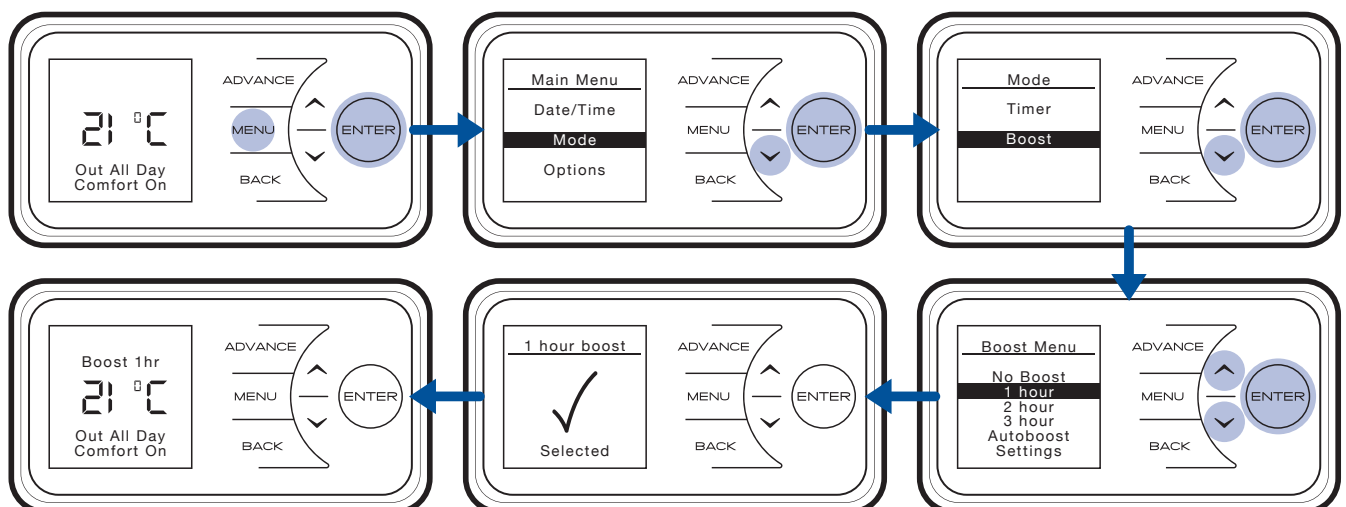 21 °C
Out All Day
Comfort On
ADVANCE
MENU
BACK
ENTER
Main Menu
Date/Time
Mode
Options
ADVANCE
MENU
BACK
ENTER
Mode
Timer
Boost
ADVANCE
MENU
BACK
ENTER
Boost 1hr
21 °C
Out All Day
Comfort On
ADVANCE
MENU
BACK
ENTER
1 hour boost
Selected
ADVANCE
MENU
BACK
ENTER
Boost Menu
No Boost
1 hour
2 hour
3 hour
Autoboost
Settings
ADVANCE
MENU
BACK
ENTER